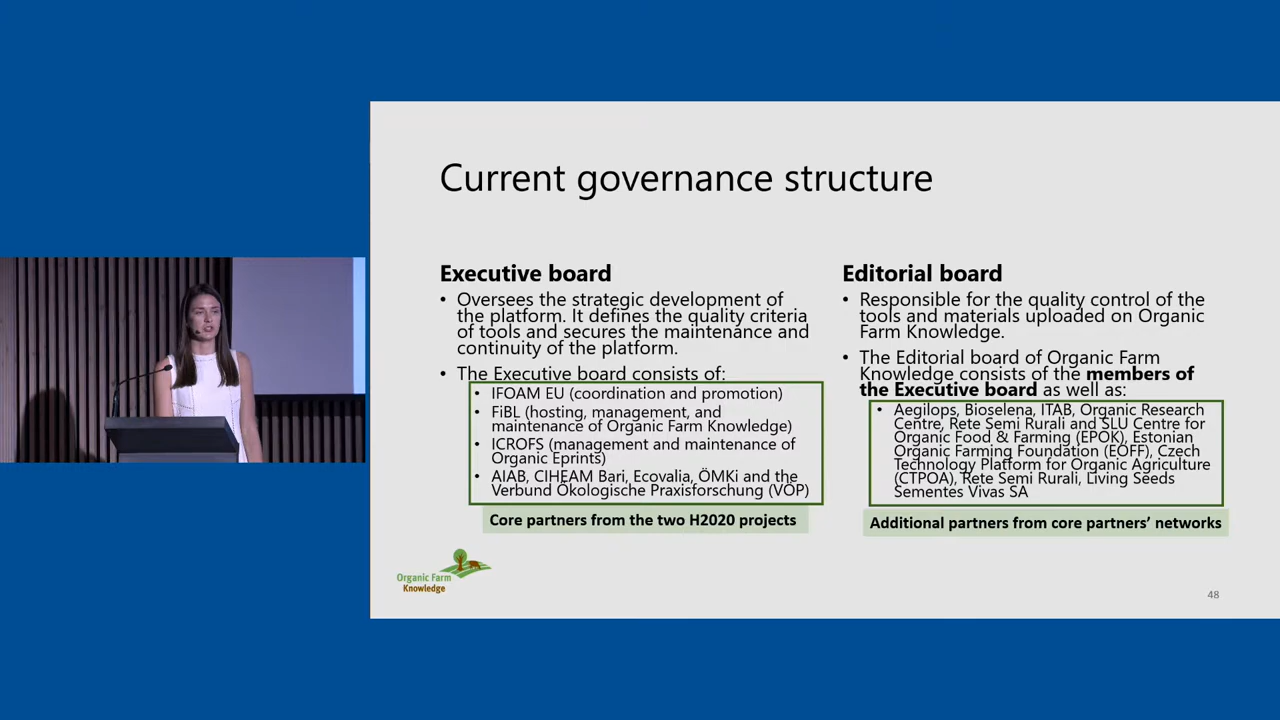 Current governance structure
Executive board
• Oversees the strategic development of
the platform. It defines the quality criteria
of tools and secures the maintenance and
continuity of the platform.
• The Executive board consists of:
• IFOAM EU (coordination and promotion)
• FiBL (hosting, management, and
maintenance of Organic Farm Knowledge)
• ICROFS (management and maintenance of
Organic Eprints)
• AIAB, CIHEAM Bari, Ecovalia, ÖMKi and the
Verbund Ökologische Praxisforschung (VÖP)
Core partners from the two H2020 projects
Editorial board
• Responsible for the quality control of the
tools and materials uploaded on Organic
Farm Knowledge.
• The Editorial board of Organic Farm
Knowledge consists of the members of
the Executive board as well as:
• Aegilops, Bioselena, ITAB, Organic Research
Centre, Rete Semi Rurali and SLU Centre for
Organic Food & Farming (EPOK), Estonian
Organic Farming Foundation (EOFF), Czech
Technology Platform for Organic Agriculture
(CTPOA), Rete Semi Rurali, Living Seeds
Sementes Vivas SA
Additional partners from core partners' networks
Organic Farm
Knowledge
48